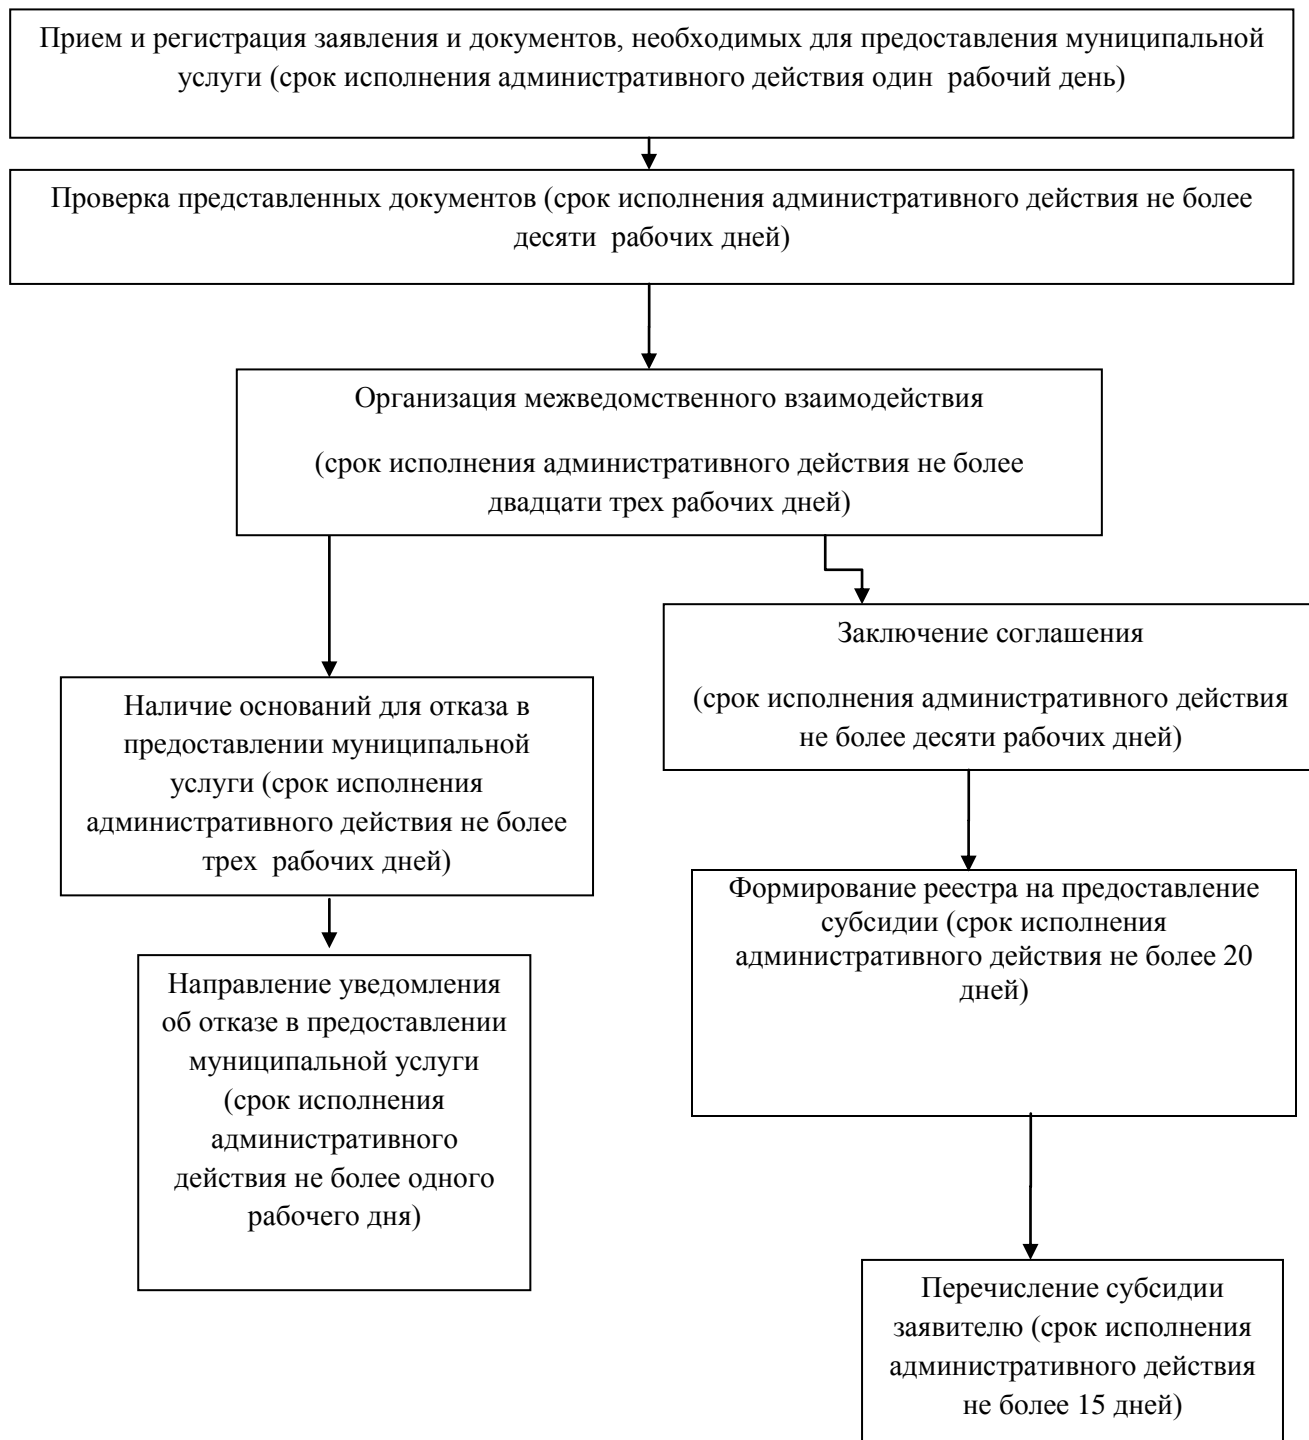 Прием и регистрация заявления и документов, необходимых для предоставления муниципальной
услуги (срок исполнения административного действия один  рабочий день)
Проверка представленных документов (срок исполнения административного действия не более
десяти  рабочих дней)
Организация межведомственного взаимодействия
(срок исполнения административного действия не более
двадцати трех рабочих дней)
Наличие оснований для отказа в
предоставлении муниципальной
услуги (срок исполнения
административного действия не более
трех  рабочих дней)
Направление уведомления
об отказе в предоставлении
муниципальной услуги
(срок исполнения
административного
действия не более одного
рабочего дня)
Заключение соглашения
(срок исполнения административного действия
не более десяти рабочих дней)
Формирование реестра на предоставление
субсидии (срок исполнения
административного действия не более 20
дней)
Перечисление субсидии
заявителю (срок исполнения
административного действия
не более 15 дней)